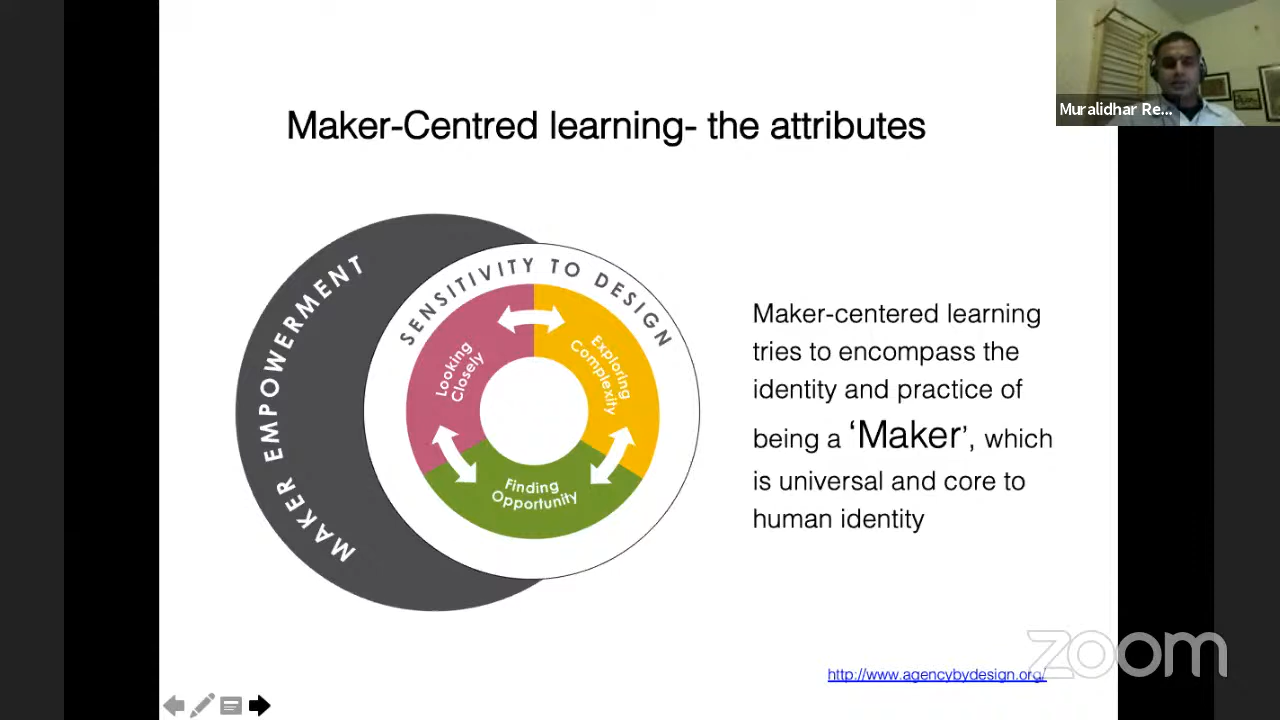 Muralidhar Re...
Maker-Centred learning- the attributes
MAKER EMPOWERMENT
SENSITIVITY TO DESIGN
Looking
Closely
Exploring
Complexity
Finding
Opportunity
Maker-centered learning
tries to encompass the
identity and practice of
being a ‘Maker’, which
is universal and core to
human identity
zoom
http://www.agencybydesign.org/